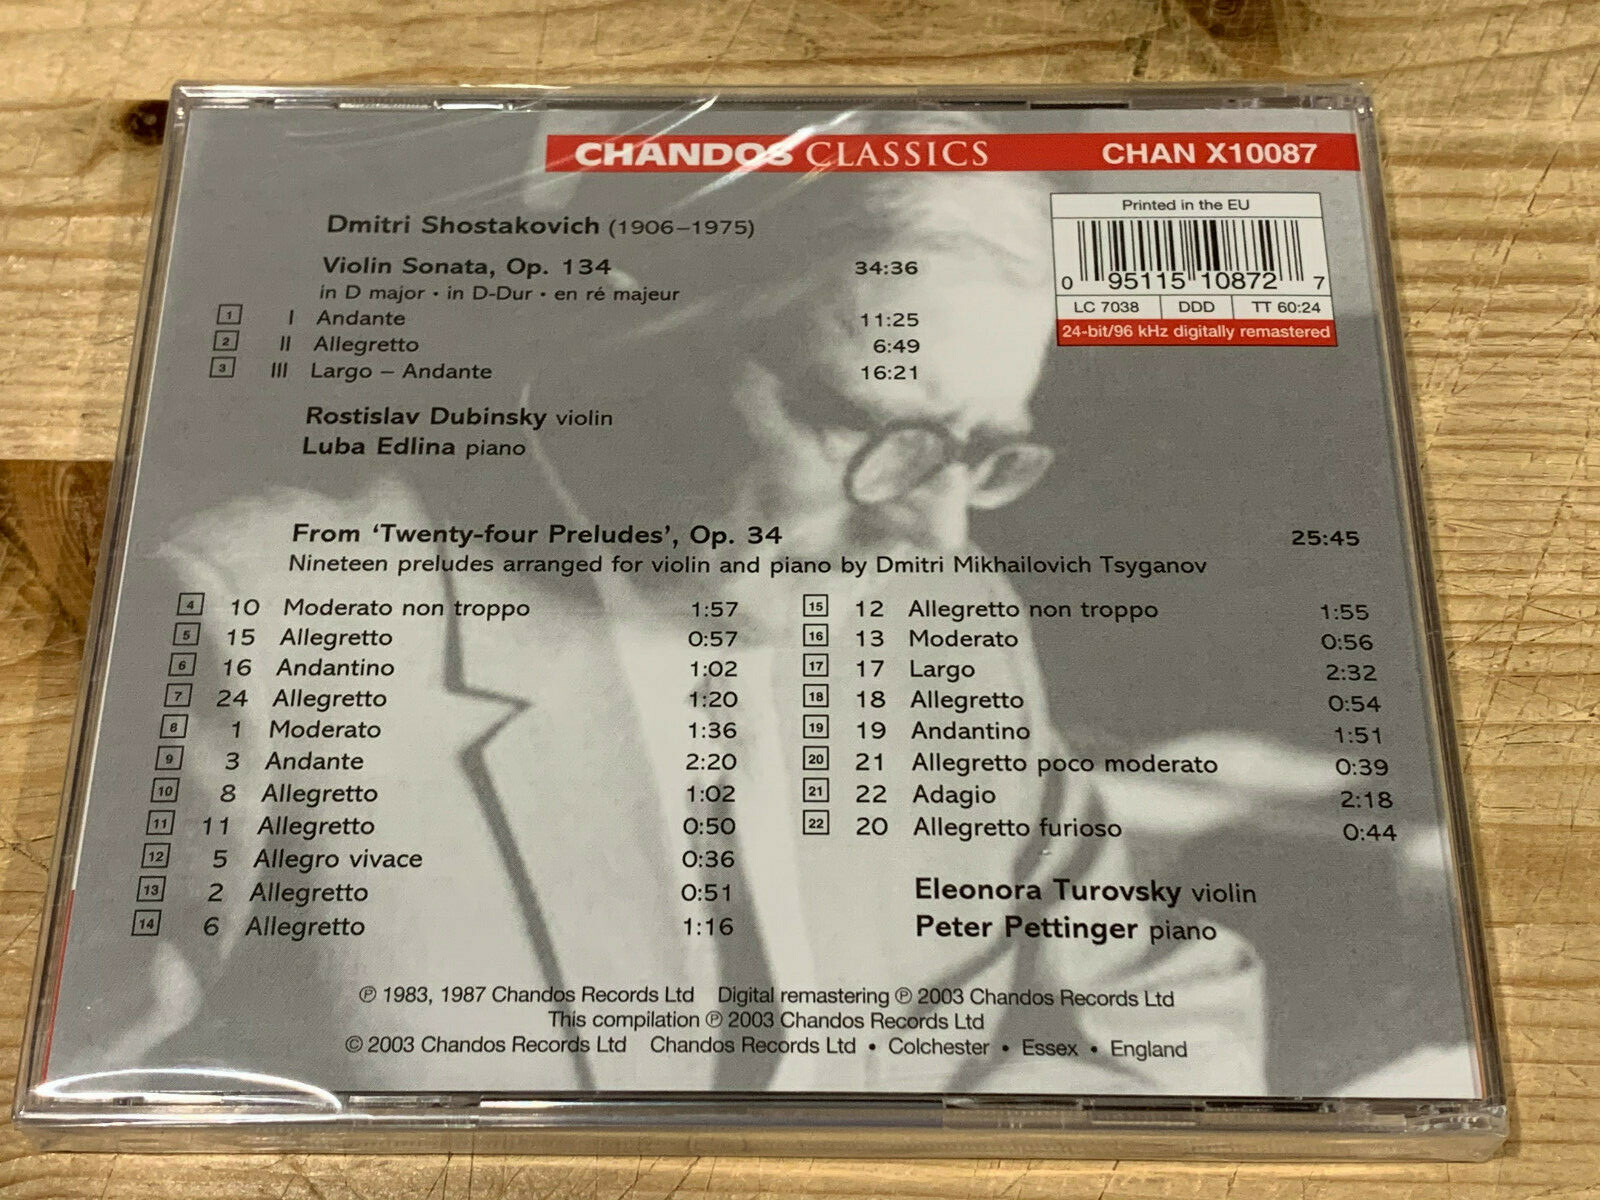 CHANDOS CLASSICS CHAN X10087
Printed in the EU
0 95115 10872 7
LC 7038 DDD TT 60:24
24-bit/96 kHz digitally remastered
Dmitri Shostakovich (1906–1975)
Violin Sonata, Op. 134 34:36
in D major • in D-Dur • en ré majeur
1 I Andante 11:25
2 II Allegretto 6:49
3 III Largo – Andante 16:21
Rostislav Dubinsky violin
Luba Edlina piano
From ‘Twenty-four Preludes’, Op. 34 25:45
Nineteen preludes arranged for violin and piano by Dmitri Mikhailovich Tsyganov
4 10 Moderato non troppo 1:57
5 15 Allegretto 0:57
6 16 Andantino 1:02
7 24 Allegretto 1:20
8 1 Moderato 1:36
9 3 Andante 2:20
10 8 Allegretto 1:02
11 11 Allegretto 0:50
12 5 Allegro vivace 0:36
13 2 Allegretto 0:51
14 6 Allegretto 1:16
15 12 Allegretto non troppo 1:55
16 13 Moderato 0:56
17 17 Largo 2:32
18 18 Allegretto 0:54
19 19 Andantino 1:51
20 21 Allegretto poco moderato 0:39
21 22 Adagio 2:18
22 20 Allegretto furioso 0:44
Eleonora Turovsky violin
Peter Pettinger piano
℗ 1983, 1987 Chandos Records Ltd Digital remastering ℗ 2003 Chandos Records Ltd
This compilation ℗ 2003 Chandos Records Ltd
© 2003 Chandos Records Ltd Chandos Records Ltd • Colchester • Essex • England